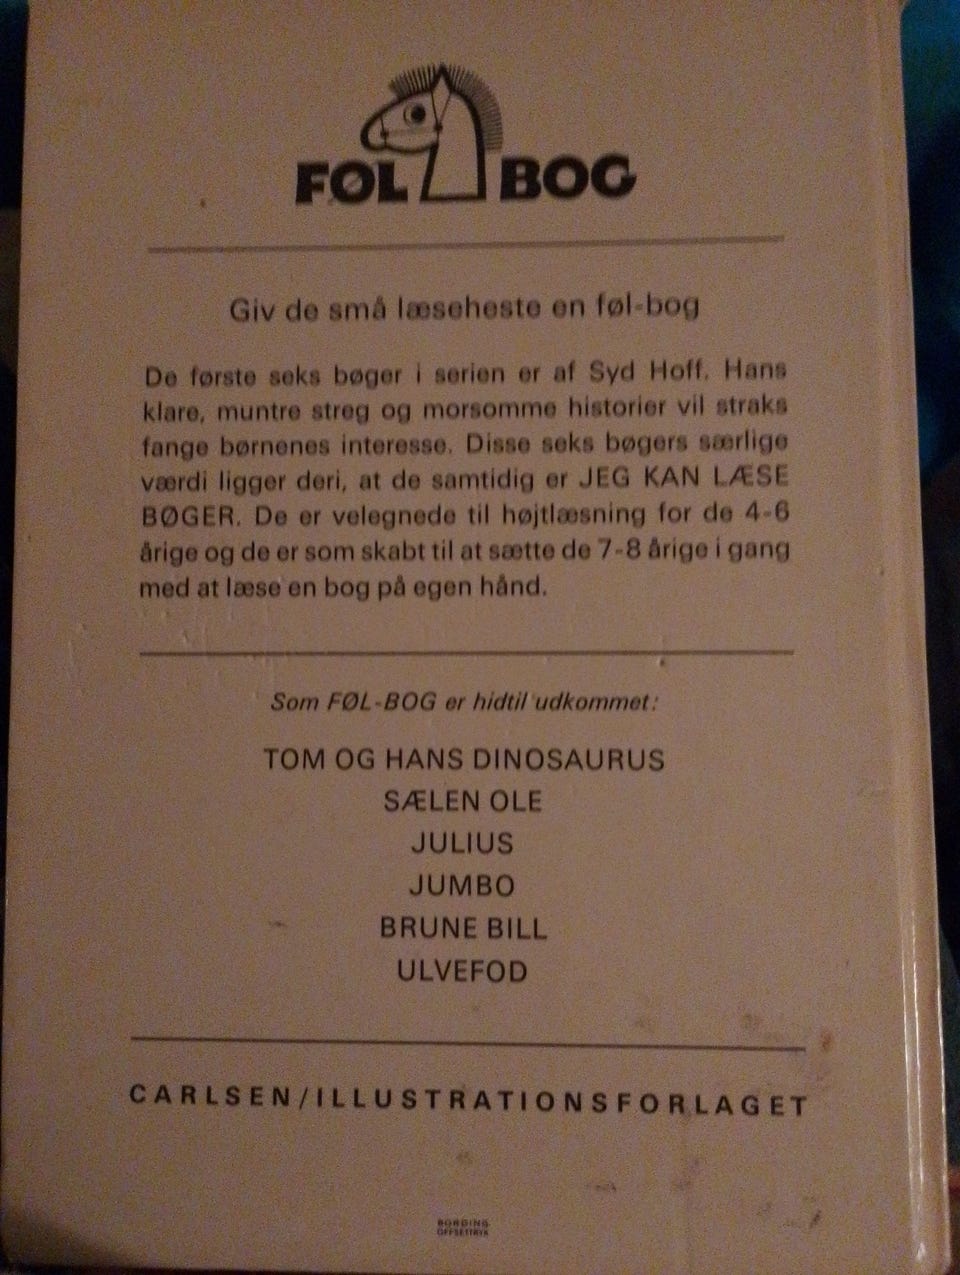 FØL BOG
Giv de små læseheste en føl-bog
De første seks bøger i serien er af Syd Hoff. Hans
klare, muntre streg og morsomme historier vil straks
fange børnenes interesse. Disse seks bøgers særlige
værdi ligger deri, at de samtidig er JEG KAN LÆSE
BØGER. De er velegnede til højtlæsning for de 4-6
årige og de er som skabt til at sætte de 7-8 årige i gang
med at læse en bog på egen hånd.
Som FØL-BOG er hidtil udkommet:
TOM OG HANS DINOSAURUS
SÆLEN OLE
JULIUS
JUMBO
BRUNE BILL
ULVEFOD
CARLSEN/ILLUSTRATIONSFORLAGET
BORDING
OFFSETTRYK